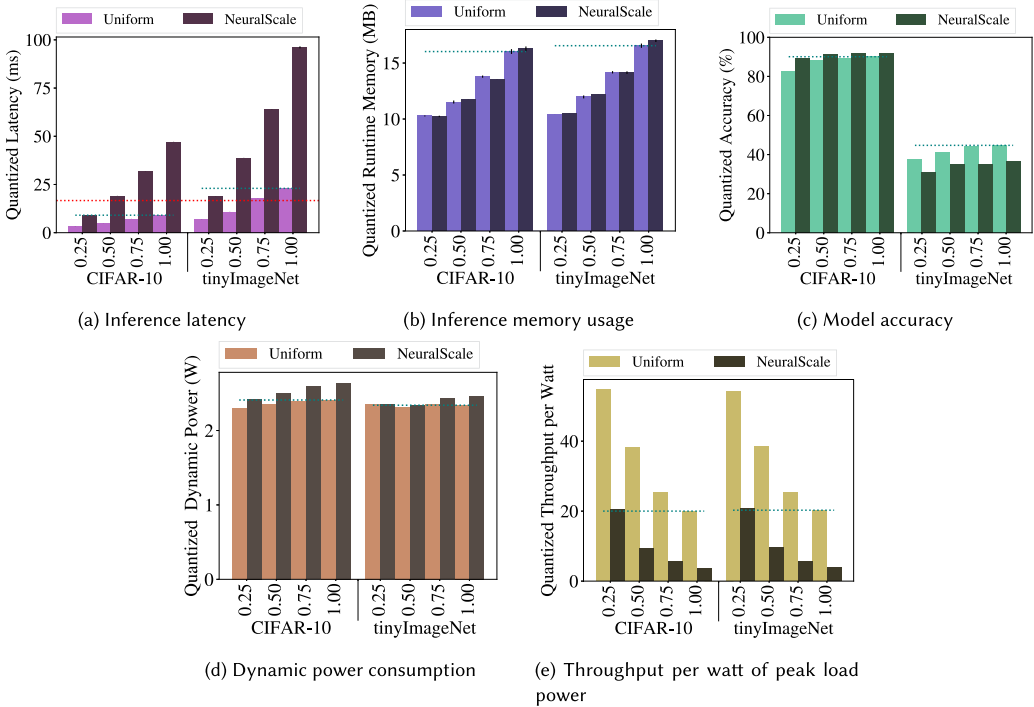 Uniform NeuralScale
Quantized Latency (ms)
100
75
50
25
0
0.25 0.50 0.75 1.00 0.25 0.50 0.75 1.00
CIFAR-10 tinyImageNet
(a) Inference latency
Uniform NeuralScale
Quantized Runtime Memory (MB)
15
10
5
0
0.25 0.50 0.75 1.00 0.25 0.50 0.75 1.00
CIFAR-10 tinyImageNet
(b) Inference memory usage
Uniform NeuralScale
Quantized Accuracy (%)
100
80
60
40
20
0
0.25 0.50 0.75 1.00 0.25 0.50 0.75 1.00
CIFAR-10 tinyImageNet
(c) Model accuracy
Uniform NeuralScale
Quantized Dynamic Power (W)
2
1
0
0.25 0.50 0.75 1.00 0.25 0.50 0.75 1.00
CIFAR-10 tinyImageNet
(d) Dynamic power consumption
Uniform NeuralScale
Quantized Throughput per Watt
40
20
0
0.25 0.50 0.75 1.00 0.25 0.50 0.75 1.00
CIFAR-10 tinyImageNet
(e) Throughput per watt of peak load
power